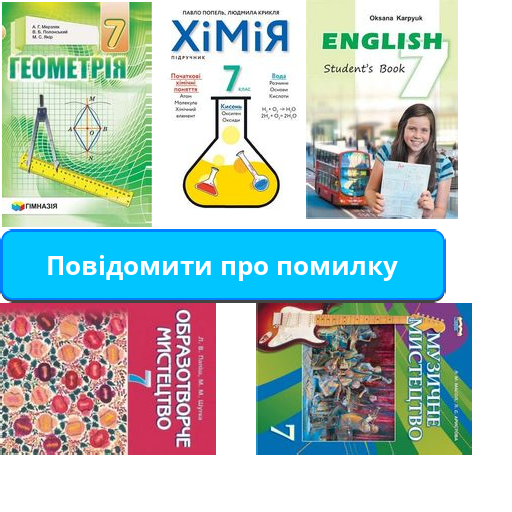 А. Г. Мерзляк
В. Б. Полонський
М. С. Якір
7
ГЕОМЕТРІЯ
M
A
O
B
N
ГІМНАЗІЯ
ПАВЛО ПОПЕЛЬ, ЛЮДМИЛА КРИКЛЯ
ХІМІЯ
ПІДРУЧНИК
7
КЛАС
Початкові
хімічні
поняття
Атом
Молекула
Хімічний
елемент
Вода
Розчини
Основи
Кислоти
Кисень
Оксиген
Оксиди
Oksana Karpyuk
ENGLISH
7
Student's Book
Повідомити про помилку
Л. В. Папіш, М. М. Шутка
ОБРАЗОТВОРЧЕ
МИСТЕЦТВО
7
МУЗИЧНЕ
МИСТЕЦТВО
7